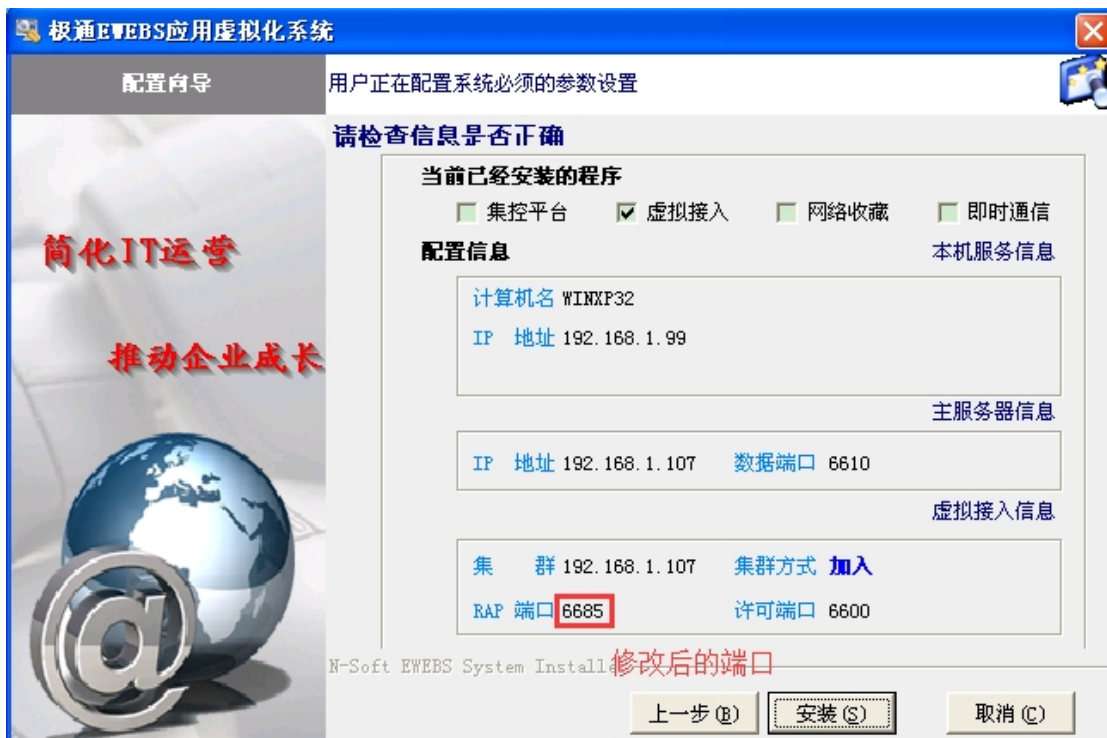 极通EWEBS应用虚拟化系统
配置向导
用户正在配置系统必须的参数设置
请检查信息是否正确
当前已经安装的程序
集控平台 虚拟接入 网络收藏 即时通信
配置信息 本机服务信息
计算机名 WINXP32
IP 地址 192.168.1.99
主服务器信息
IP 地址 192.168.1.107 数据端口 6610
虚拟接入信息
集 群 192.168.1.107 集群方式 加入
RAP 端口 6685 许可端口 6600
简化IT运营
推动企业成长
@
N-Soft EWEBS System Installe
修改后的端口
上一步(B) 安装(S) 取消(C)